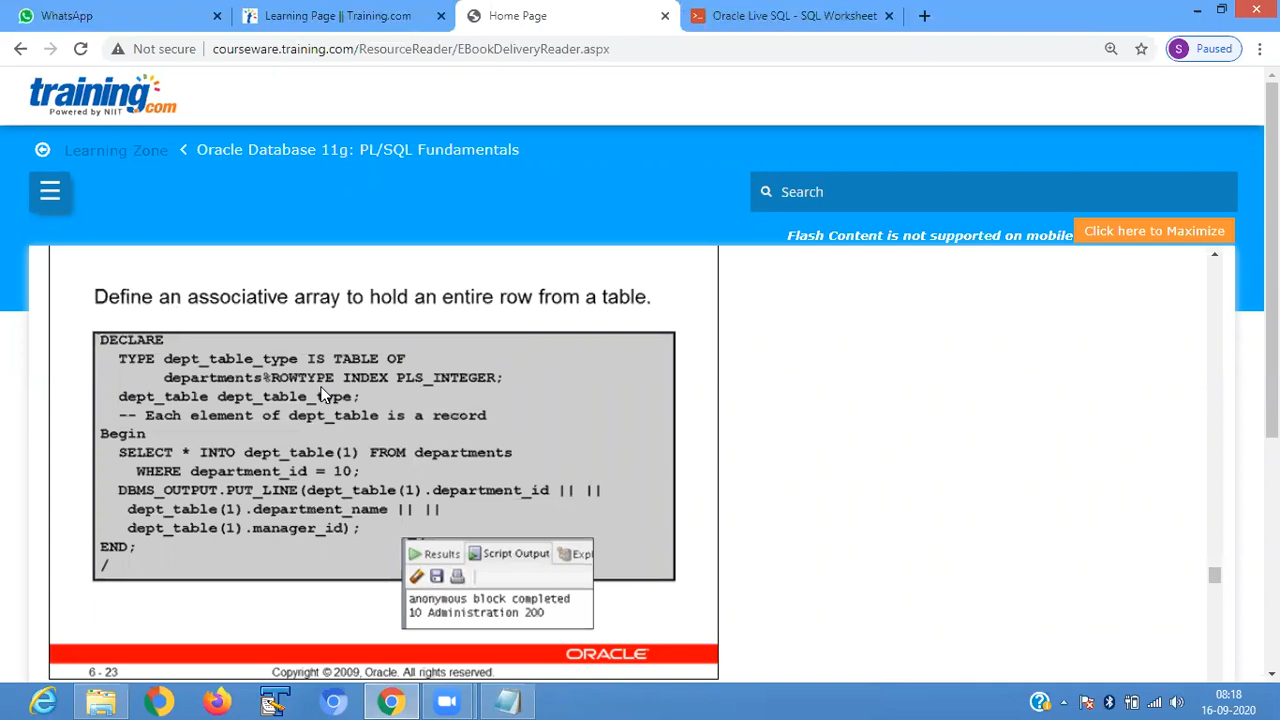 WhatsApp
Learning Page || Training.com
Home Page
Oracle Live SQL - SQL Worksheet
Not secure
courseware.training.com/ResourceReader/EBookDeliveryReader.aspx
S
Paused
training.com
Powered by NIIT
Learning Zone
Oracle Database 11g: PL/SQL Fundamentals
Search
Flash Content is not supported on mobile
Click here to Maximize
Define an associative array to hold an entire row from a table.
DECLARE
TYPE dept_table_type IS TABLE OF
departments%ROWTYPE INDEX PLS_INTEGER;
dept_table dept_table_type;
-- Each element of dept_table is a record
Begin
SELECT * INTO dept_table(1) FROM departments
WHERE department_id = 10;
DBMS_OUTPUT.PUT_LINE(dept_table(1).department_id || ||
dept_table(1).department_name || ||
dept_table(1).manager_id);
END;
/
Results
Script Output
Expl
anonymous block completed
10 Administration 200
ORACLE
6 - 23
Copyright © 2009, Oracle. All rights reserved.
08:18
16-09-2020